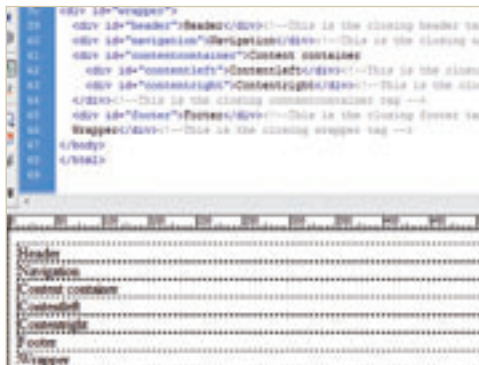 <div id="wrapper">
<div id="header">Header</div><!--This is the closing header tag
<div id="navigation">Navigation</div><!--This is the closing
<div id="contentcontainer">Content container
<div id="contentleft">Contentleft</div><!--This is the closing
<div id="contentright">Contentright</div><!--This is the
</div><!--This is the closing contentcontainer tag -->
<div id="footer">Footer</div><!--This is the closing footer tag
Wrapper</div><!--This is the closing wrapper tag -->
</body>
</html>
Header
Navigation
Content container
Contentleft
Contentright
Footer
Wrapper